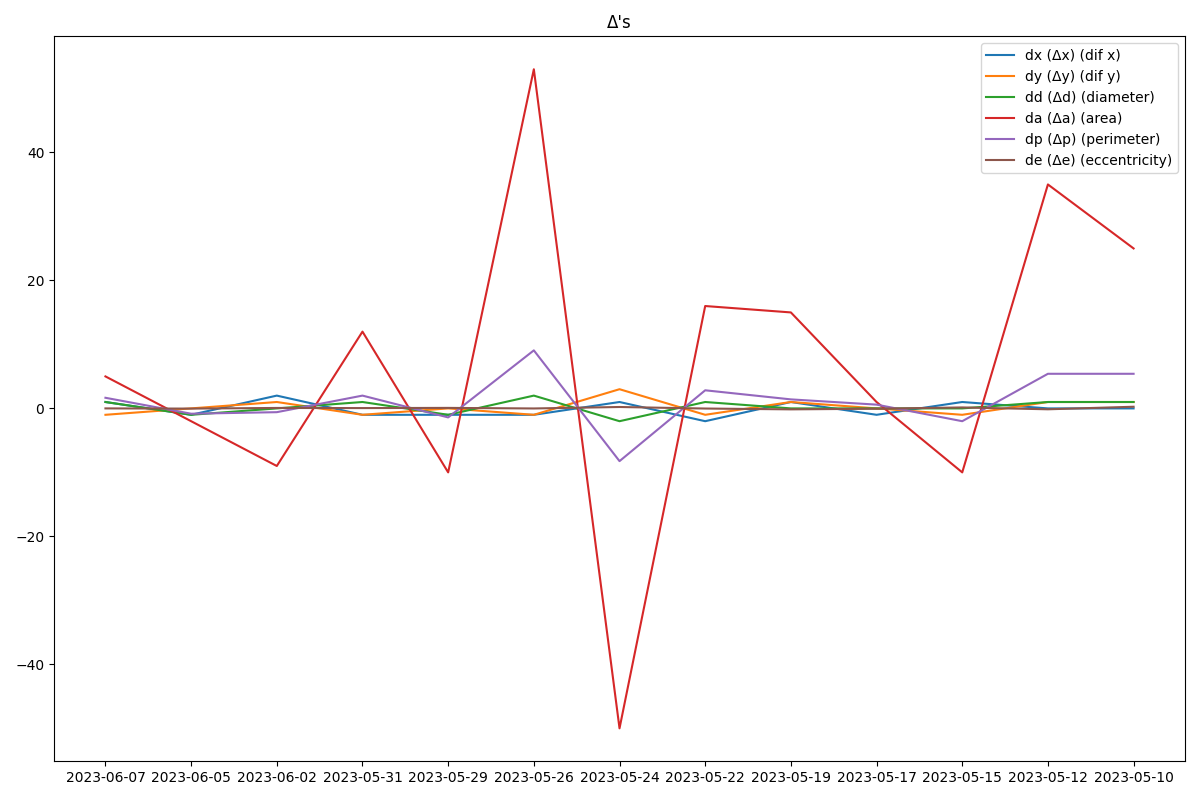 Δ's
dx (Δx) (dif x)
dy (Δy) (dif y)
dd (Δd) (diameter)
da (Δa) (area)
dp (Δp) (perimeter)
de (Δe) (eccentricity)
40
20
0
−20
−40
2023-06-07 2023-06-05 2023-06-02 2023-05-31 2023-05-29 2023-05-26 2023-05-24 2023-05-22 2023-05-19 2023-05-17 2023-05-15 2023-05-12 2023-05-10